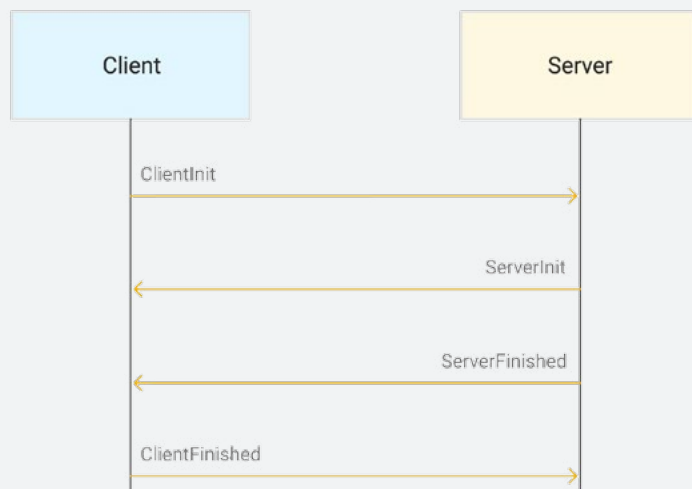 Client
Server
ClientInit
ServerInit
ServerFinished
ClientFinished